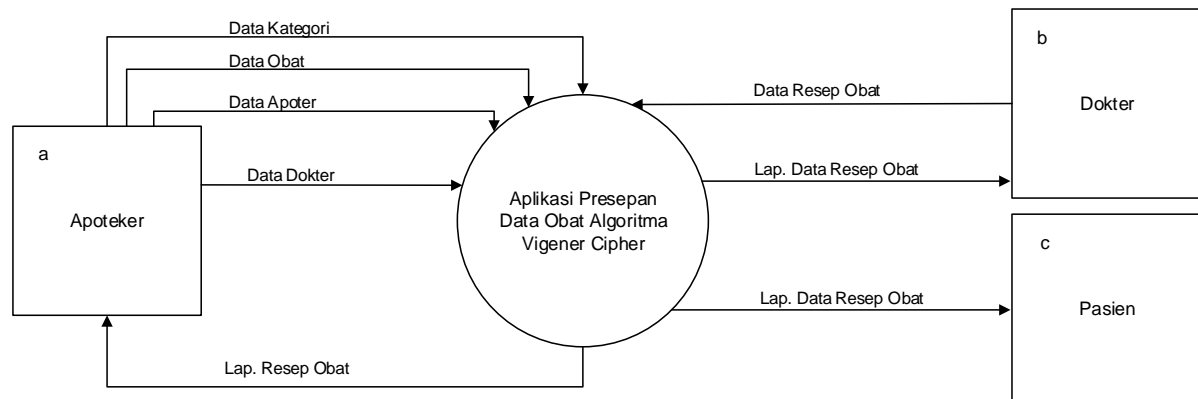 Data Kategori
Data Obat
Data Apoter
a
Apoteker
Data Dokter
Lap. Resep Obat
Aplikasi Presepan
Data Obat Algoritma
Vigener Cipher
Data Resep Obat
Lap. Data Resep Obat
Lap. Data Resep Obat
b
Dokter
c
Pasien